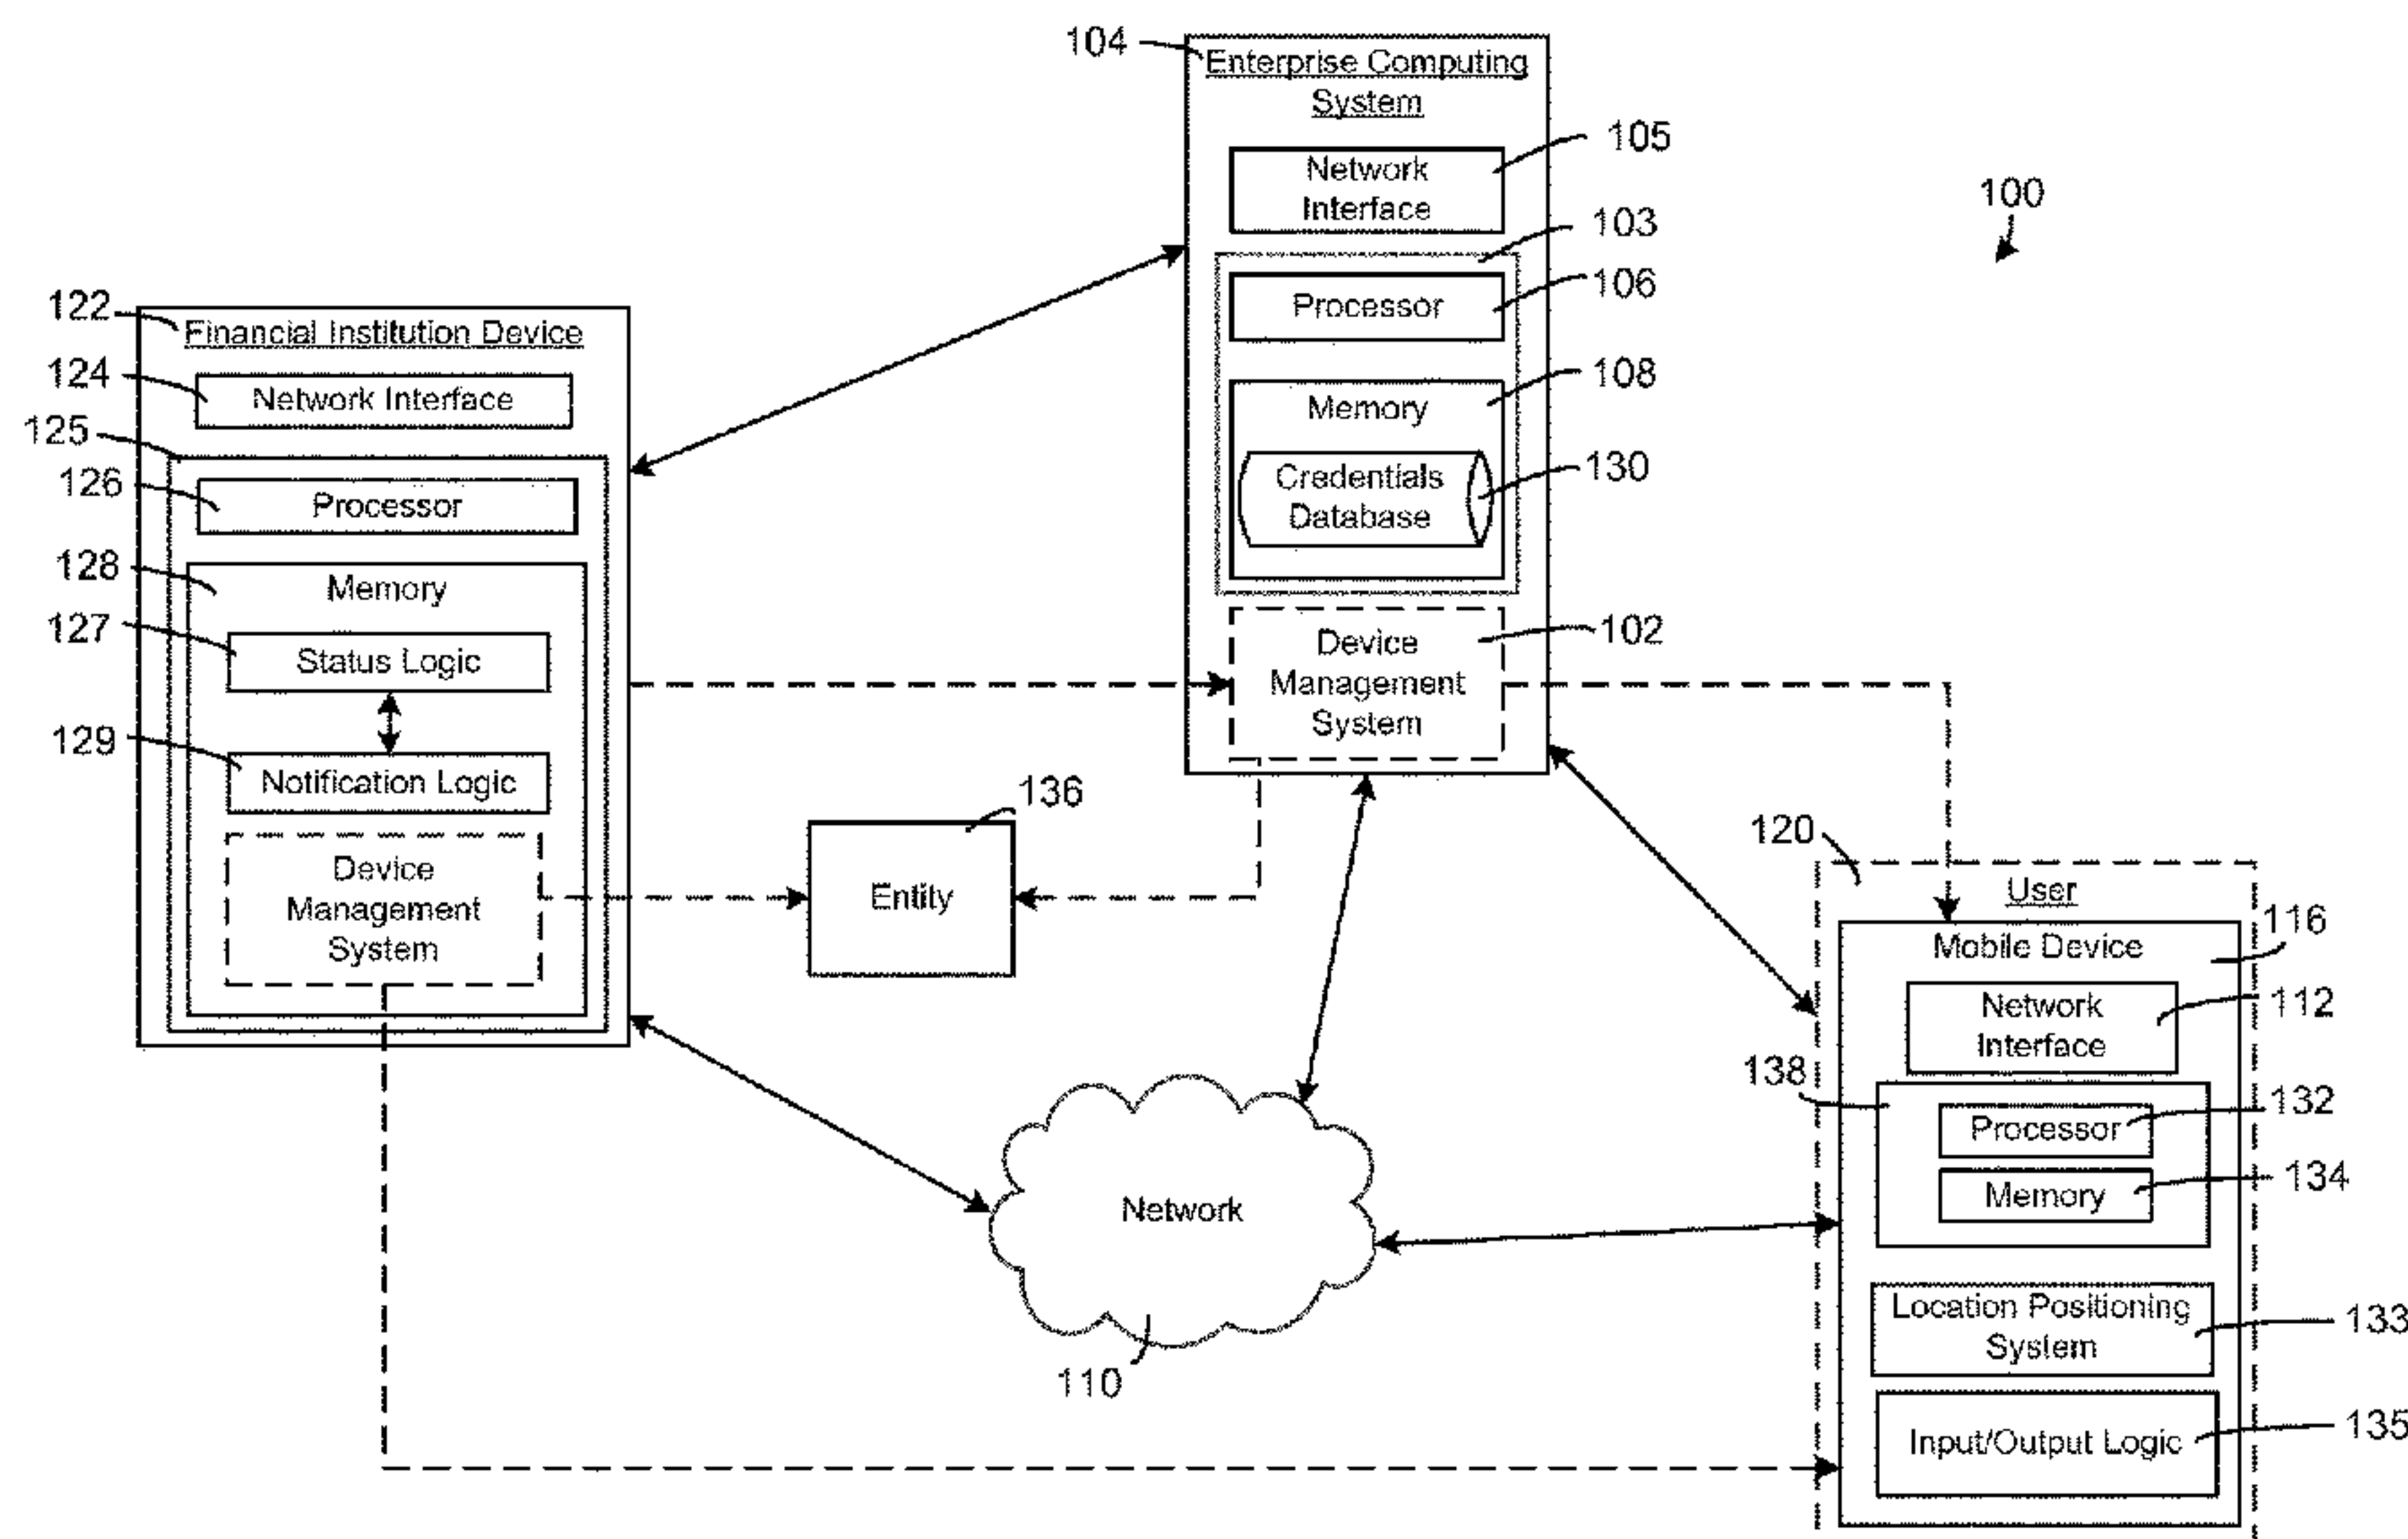 104
Enterprise Computing
System
105
Network
Interface
100
103
106
Processor
122
Financial Institution Device
124
Network Interface
108
Memory
125
130
Credentials
Database
126
Processor
128
Memory
127
Status Logic
102
Device
Management
System
129
Notification Logic
136
Entity
Device
Management
System
120
User
116
Mobile Device
112
Network
Interface
138
132
Processor
134
Memory
Network
110
133
Location Positioning
System
135
Input/Output Logic